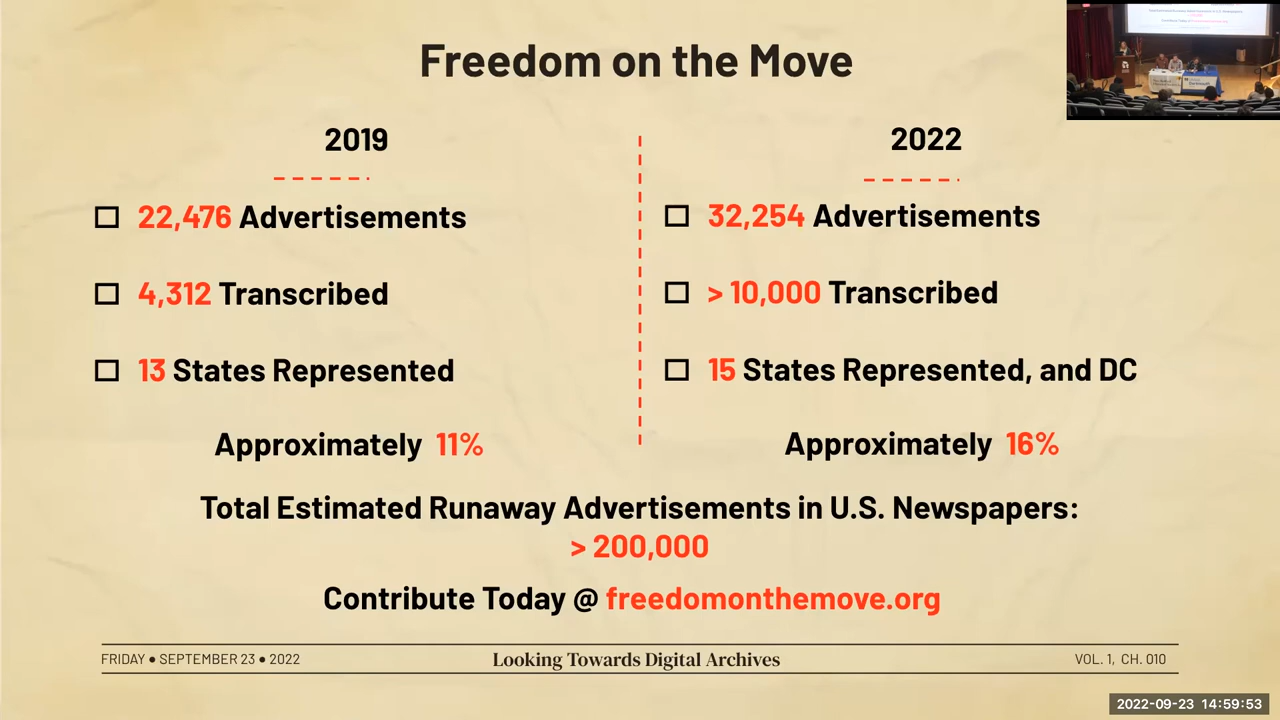 Freedom on the Move
2019
22,476 Advertisements
4,312 Transcribed
13 States Represented
Approximately 11%
2022
32,254 Advertisements
> 10,000 Transcribed
15 States Represented, and DC
Approximately 16%
Total Estimated Runaway Advertisements in U.S. Newspapers:
> 200,000
Contribute Today @ freedomonthemove.org
FRIDAY ● SEPTEMBER 23 ● 2022
Looking Towards Digital Archives
VOL. 1, CH. 010
2022-09-23 14:59:53